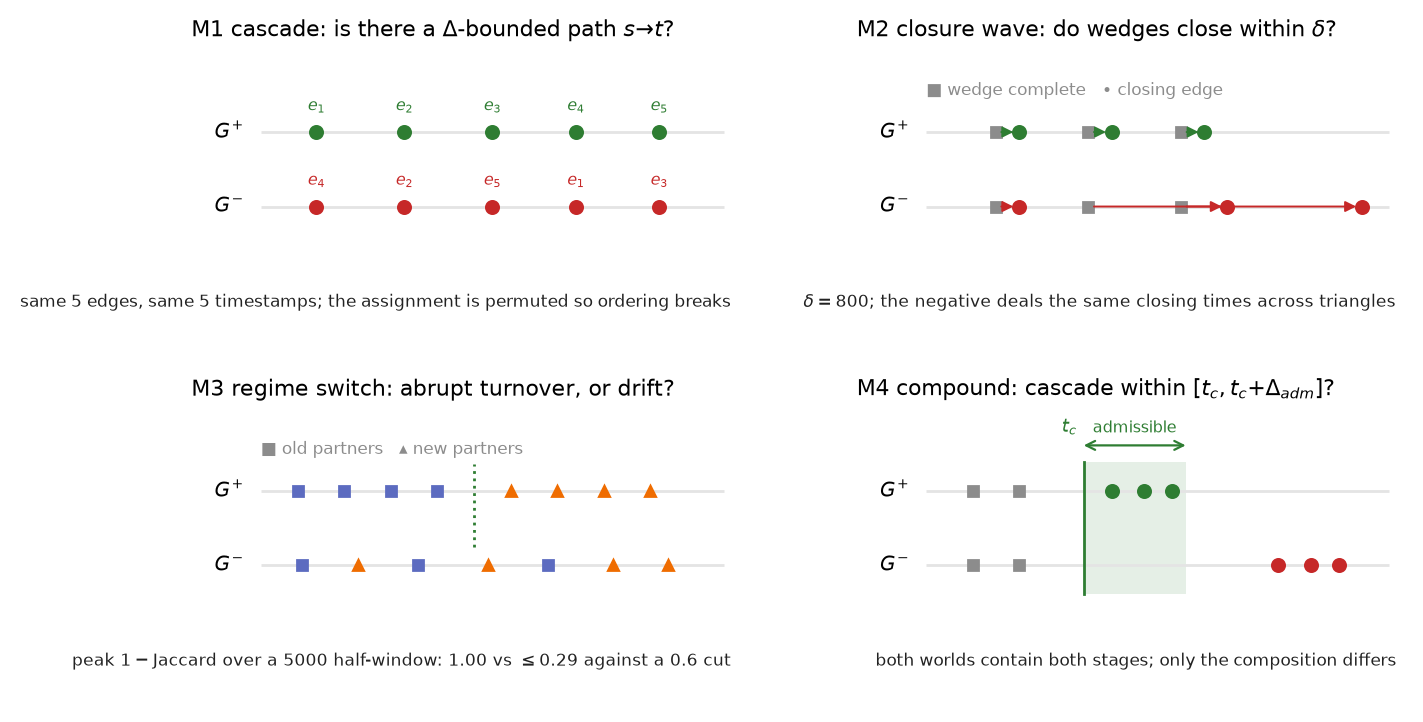 M1 cascade: is there a Δ-bounded path s→t?
e₁ e₂ e₃ e₄ e₅
G⁺
e₄ e₂ e₅ e₁ e₃
G⁻
same 5 edges, same 5 timestamps; the assignment is permuted so ordering breaks
M2 closure wave: do wedges close within δ?
■ wedge complete • closing edge
G⁺
G⁻
δ = 800; the negative deals the same closing times across triangles
M3 regime switch: abrupt turnover, or drift?
■ old partners ▲ new partners
G⁺
G⁻
peak 1 − Jaccard over a 5000 half-window: 1.00 vs ≤ 0.29 against a 0.6 cut
M4 compound: cascade within [t_c, t_c+Δ_adm]?
t_c admissible
G⁺
G⁻
both worlds contain both stages; only the composition differs